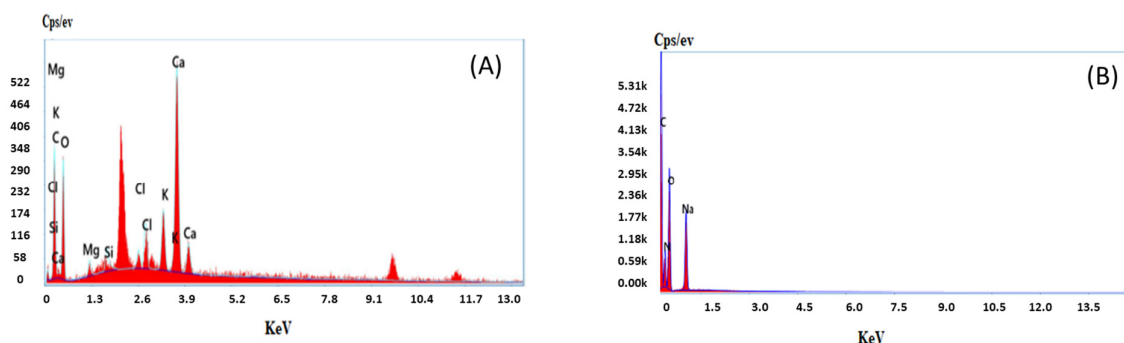 Cps/ev
(A)
Ca
Mg
522
464
K
406
C O
348
290
Cl
Cl
K
232
174
Si
Cl
K
116
Ca
Mg
Si
Ca
58
0
0 1.3 2.6 3.9 5.2 6.5 7.8 9.1 10.4 11.7 13.0
KeV
Cps/ev
(B)
5.31k
4.72k
C
4.13k
3.54k
2.95k
O
2.36k
Na
1.77k
1.18k
N
0.59k
0.00k
0 1.5 3.0 4.5 6.0 7.5 9.0 10.5 12.0 13.5
KeV